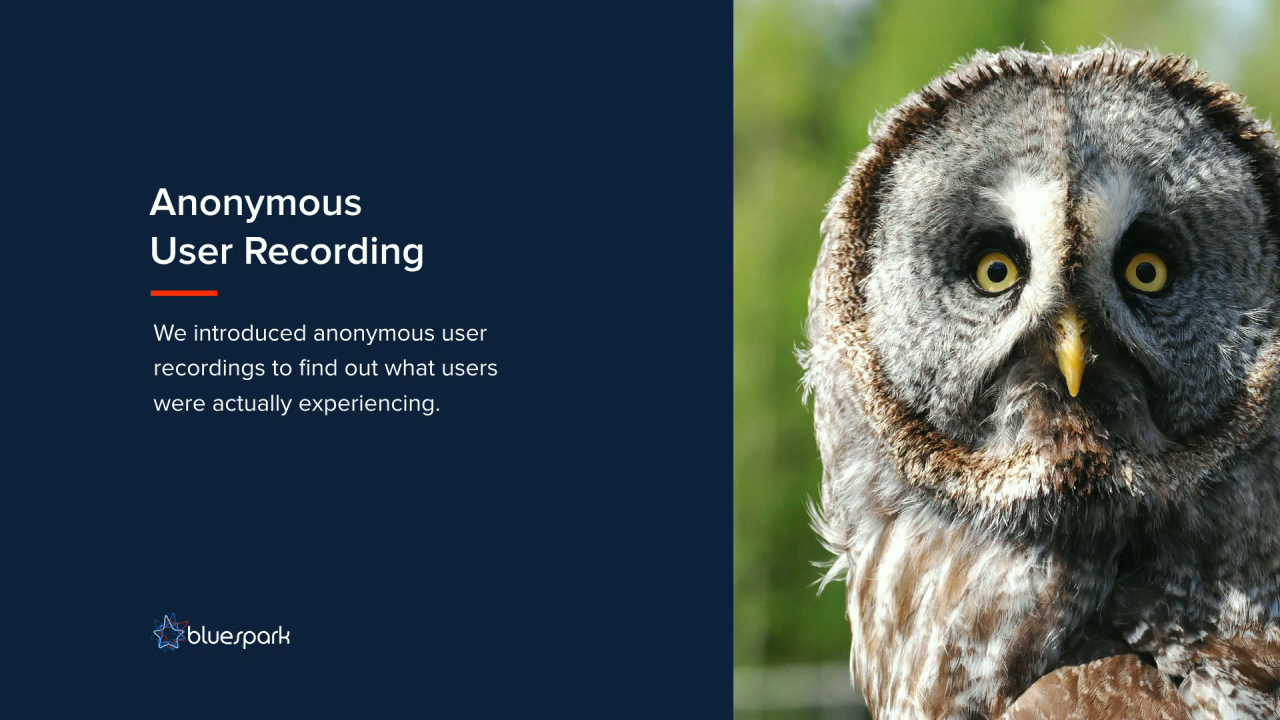 Anonymous
User Recording
We introduced anonymous user
recordings to find out what users
were actually experiencing.
bluespark